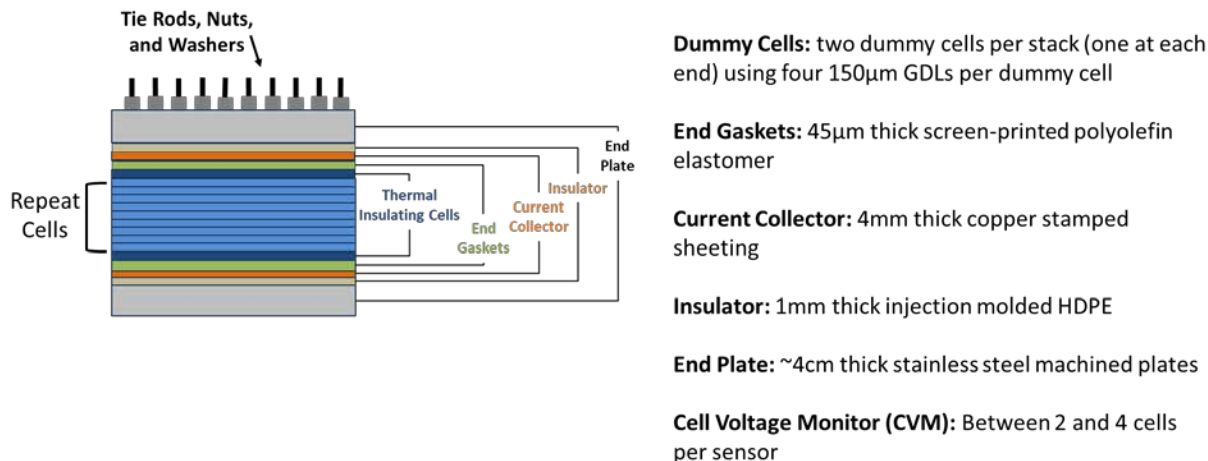 Tie Rods, Nuts,
and Washers
Repeat
Cells
Thermal
Insulating Cells
End
Gaskets
Current
Collector
Insulator
End
Plate
Dummy Cells: two dummy cells per stack (one at each
end) using four 150µm GDLs per dummy cell
End Gaskets: 45µm thick screen-printed polyolefin
elastomer
Current Collector: 4mm thick copper stamped
sheeting
Insulator: 1mm thick injection molded HDPE
End Plate: ~4cm thick stainless steel machined plates
Cell Voltage Monitor (CVM): Between 2 and 4 cells
per sensor